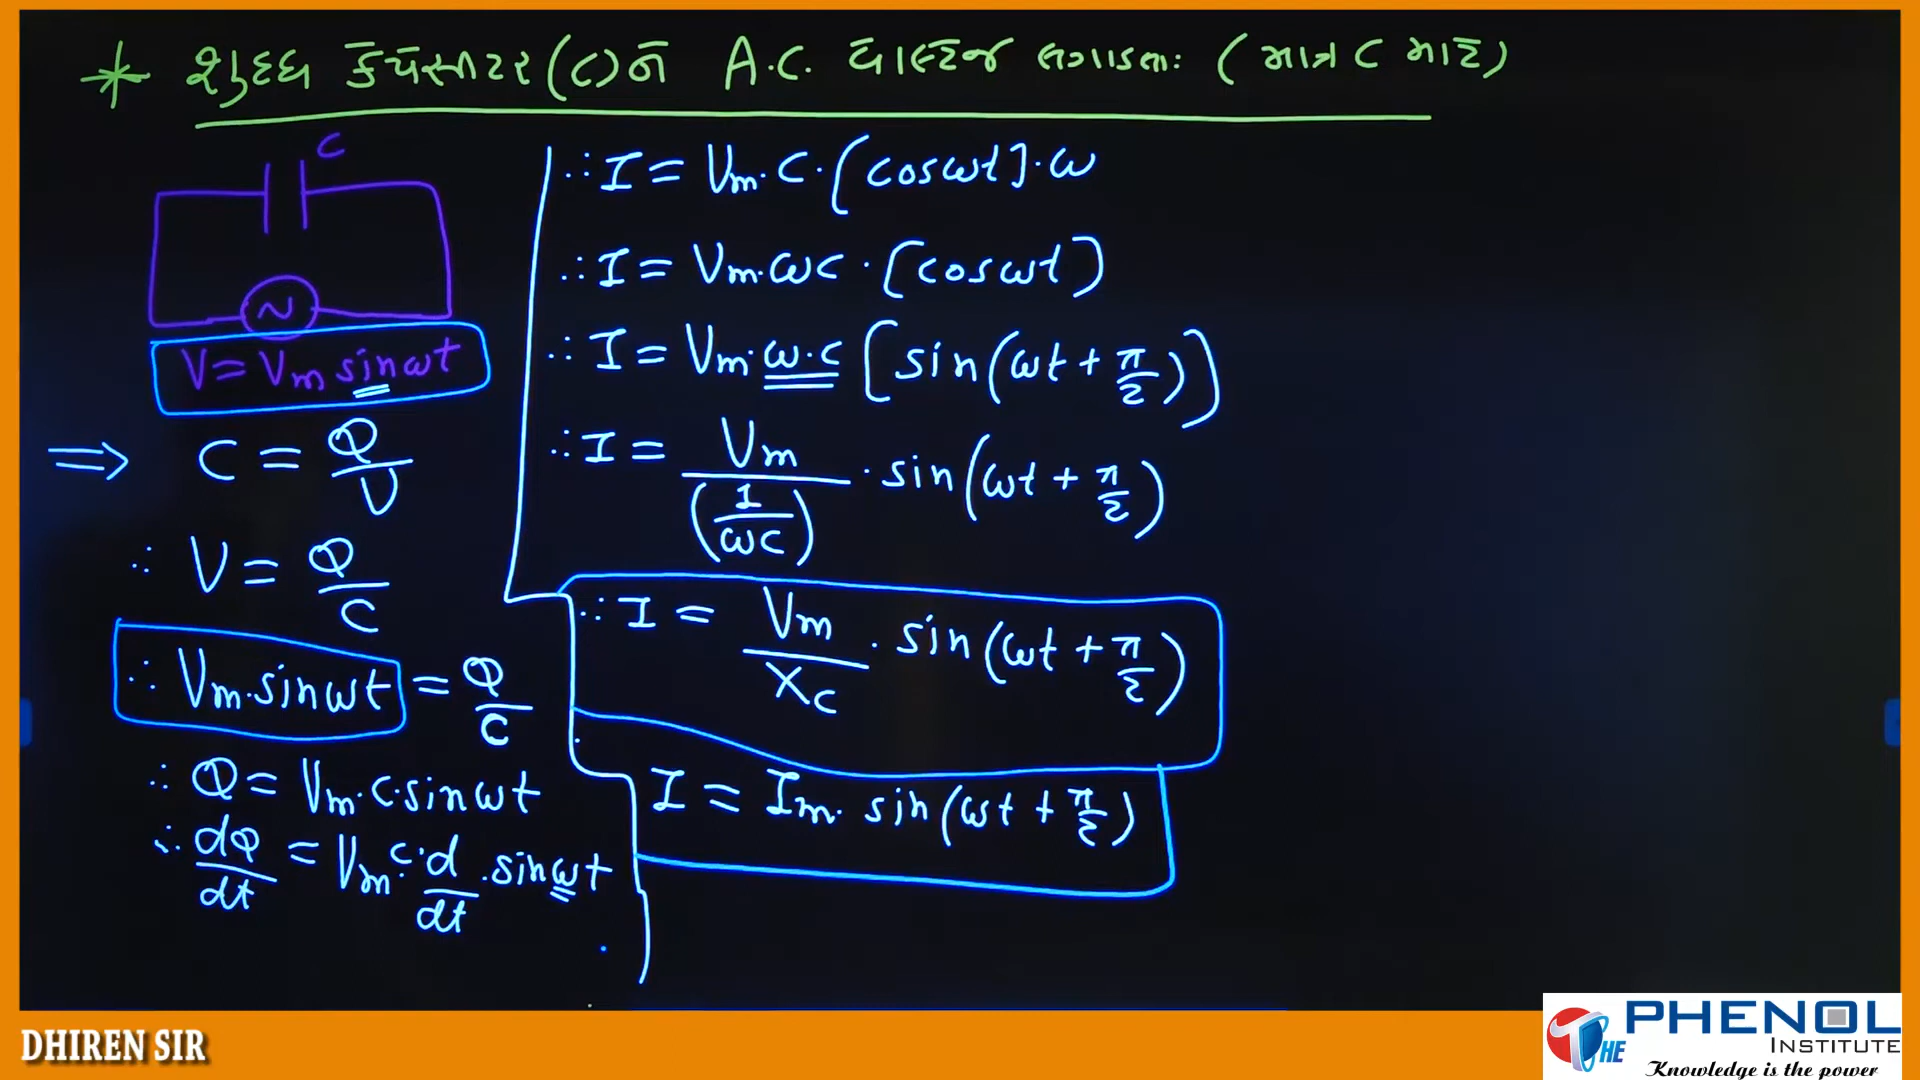 * શુદ્ધ કેપેસીટર (C)ને A.C. વોલ્ટેજ લગાડતા: (માત્ર C માટે)
C
~
V = Vm sinωt
⇒ C = Q/V
∴ V = Q/C
∴ Vm·sinωt = Q/C
∴ Q = Vm·C·sinωt
∴ dQ/dt = Vm·C·d/dt·sinωt
∴ I = Vm·C·[cosωt]·ω
∴ I = Vm·ωC·[cosωt]
∴ I = Vm·ω·C [sin(ωt + π/2)]
∴ I = Vm/(1/ωC)·sin(ωt + π/2)
∴ I = Vm/XC·sin(ωt + π/2)
I = Im·sin(ωt + π/2)
DHIREN SIR
THE PHENOL
INSTITUTE
Knowledge is the power